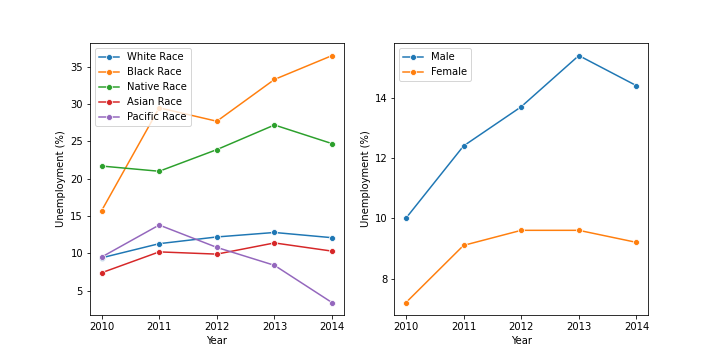 White Race
Black Race
Native Race
Asian Race
Pacific Race
35
30
25
20
15
10
5
Unemployment (%)
2010 2011 2012 2013 2014
Year
Male
Female
14
12
10
8
Unemployment (%)
2010 2011 2012 2013 2014
Year